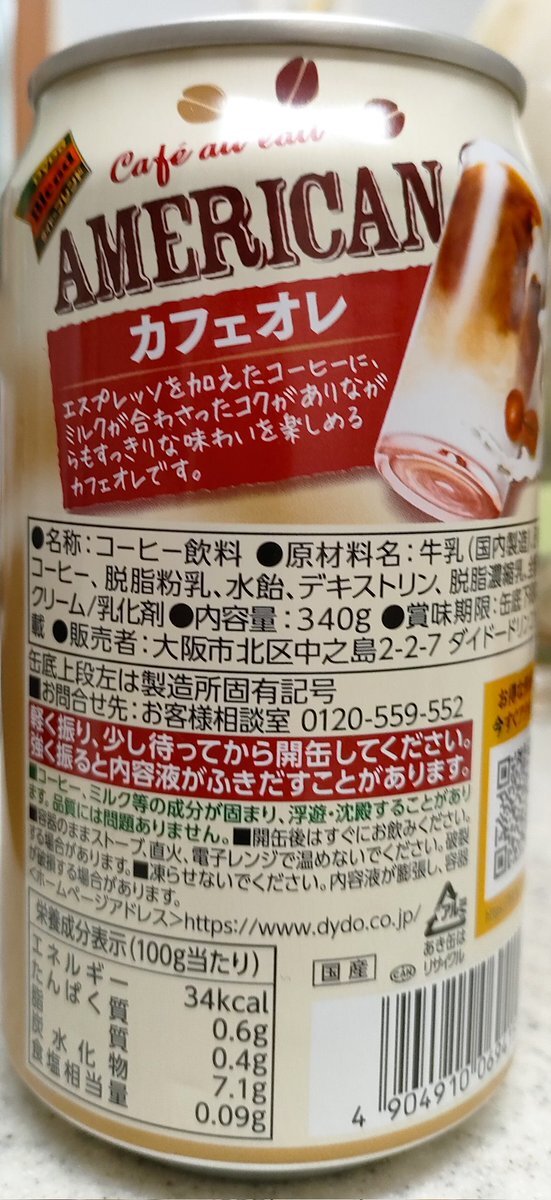 Café au lait
Blend
AMERICAN
カフェオレ
エスプレッソを加えたコーヒーに、
ミルクが合わさったコクがありなが
らもすっきりな味わいを楽しめる
カフェオレです。
●名称:コーヒー飲料 ●原材料名:牛乳(国内製造)
コーヒー、脱脂粉乳、水飴、デキストリン、脱脂濃縮乳、
クリーム/乳化剤 ●内容量:340g ●賞味期限:缶底下
載 ●販売者:大阪市北区中之島2-2-7 ダイドードリン
缶底上段左は製造所固有記号
■お問合せ先:お客様相談室 0120-559-552
お得な
今すぐ
軽く振り、少し待ってから開缶してください。
強く振ると内容液がふきだすことがあります。
■コーヒー、ミルク等の成分が固まり、浮遊・沈殿することがあり
ます。品質には問題ありません。■開缶後はすぐにお飲みください。
■容器のままストーブ、直火、電子レンジで温めないでください。破裂
する場合があります。■凍らせないでください。内容液が膨張し、容器
が破損する場合があります。
<ホームページアドレス>https://www.dydo.co.jp/
アルミ
あき缶は
リサイクル
国産
栄養成分表示(100g当たり)
エネルギー 34kcal
たんぱく質 0.6g
脂質 0.4g
炭水化物 7.1g
食塩相当量 0.09g
4 904910 069